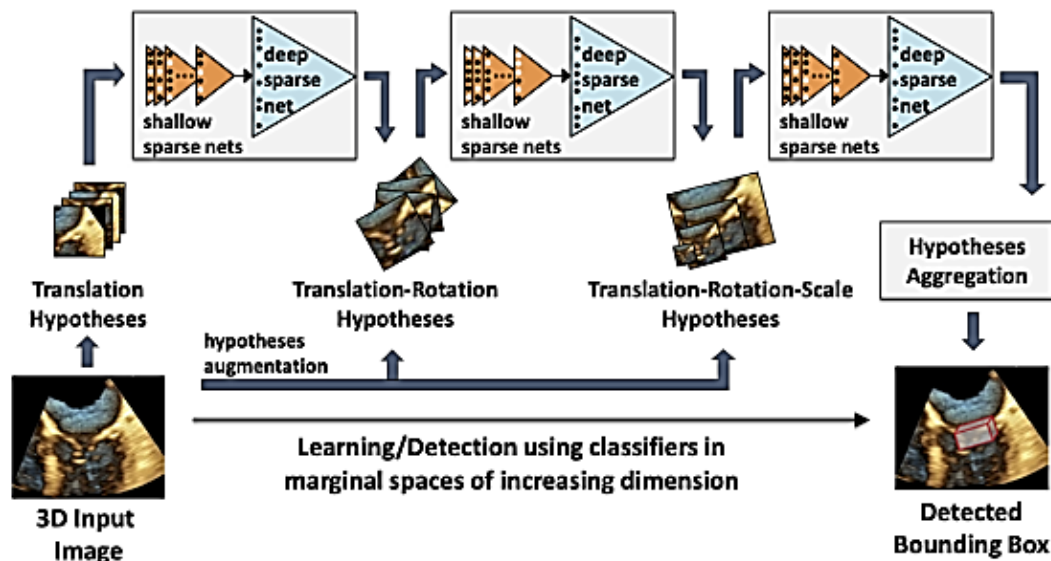 deep
sparse
net
shallow
sparse nets
deep
sparse
net
shallow
sparse nets
deep
sparse
net
shallow
sparse nets
Translation
Hypotheses
Translation-Rotation
Hypotheses
Translation-Rotation-Scale
Hypotheses
Hypotheses
Aggregation
hypotheses
augmentation
Learning/Detection using classifiers in
marginal spaces of increasing dimension
3D Input
Image
Detected
Bounding Box